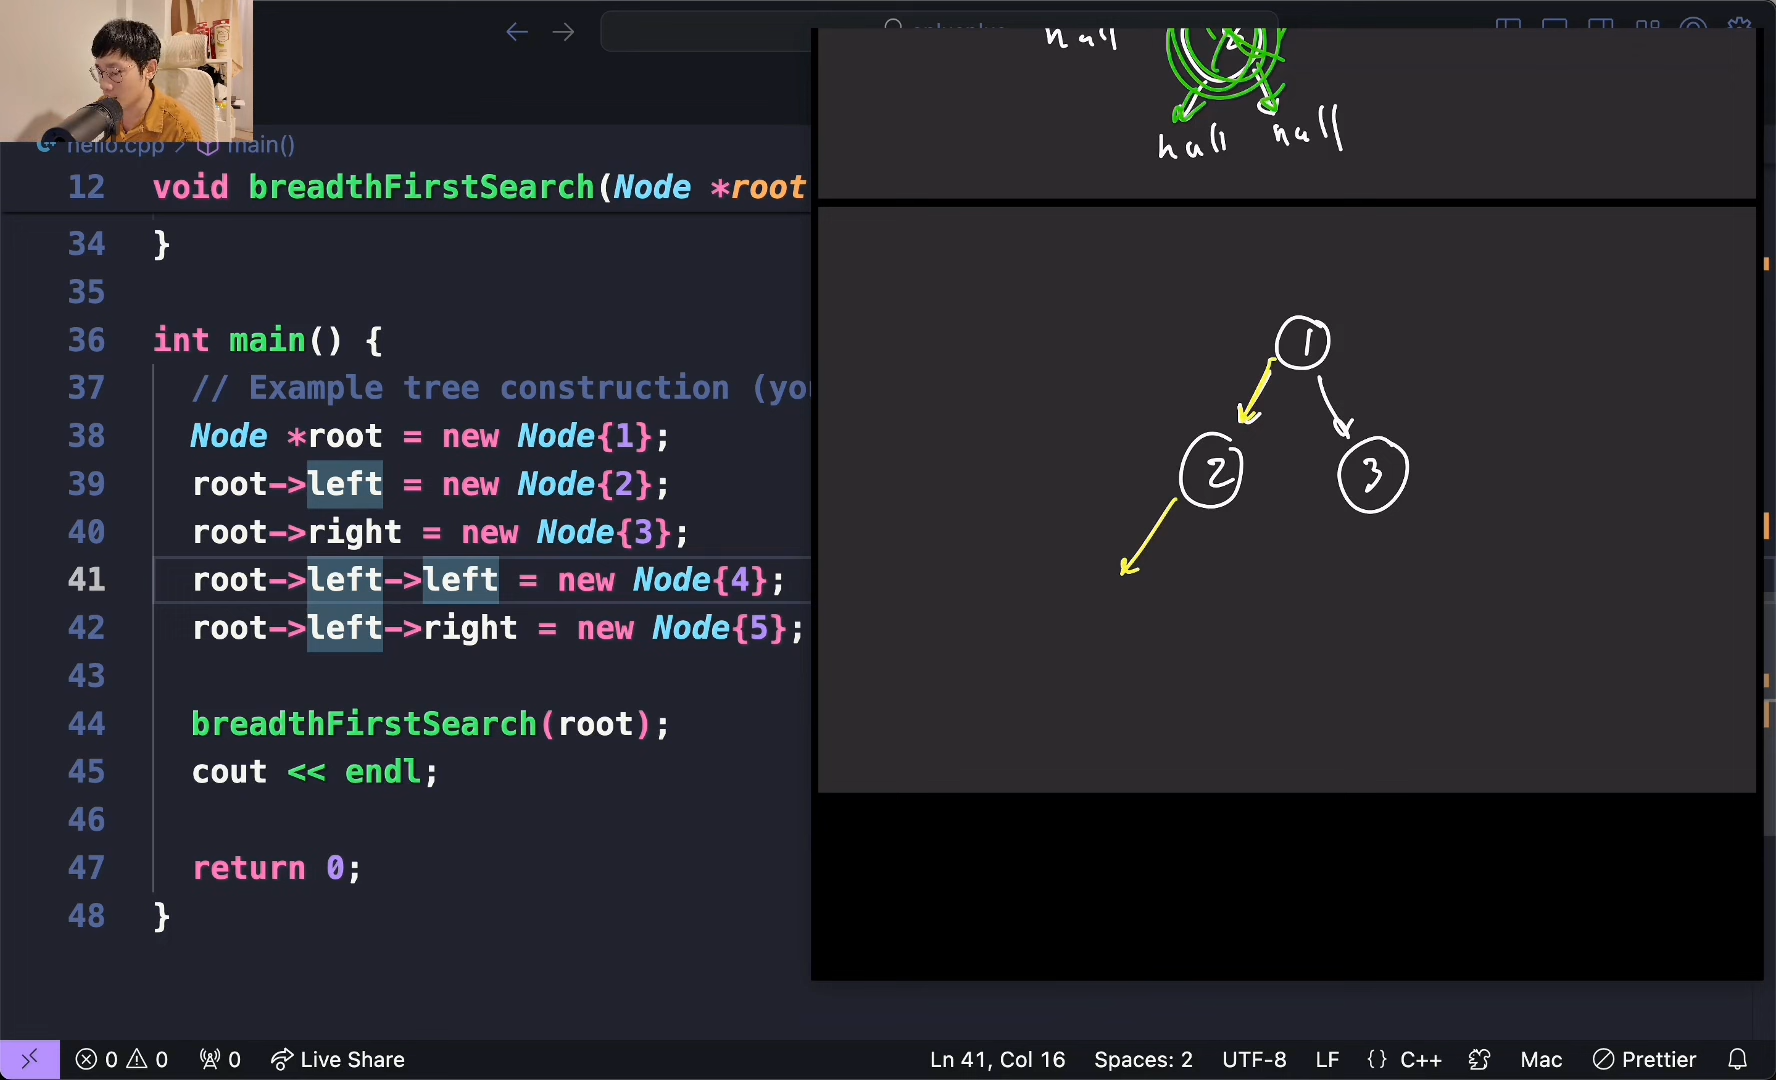 hello.cpp > main()
12 void breadthFirstSearch(Node *root
34 }
35
36 int main() {
37 // Example tree construction (yo
38 Node *root = new Node{1};
39 root->left = new Node{2};
40 root->right = new Node{3};
41 root->left->left = new Node{4};
42 root->left->right = new Node{5};
43
44 breadthFirstSearch(root);
45 cout << endl;
46
47 return 0;
48 }
null
2
null
null
1
2
3
0 0 0 Live Share Ln 41, Col 16 Spaces: 2 UTF-8 LF {} C++ Mac Prettier